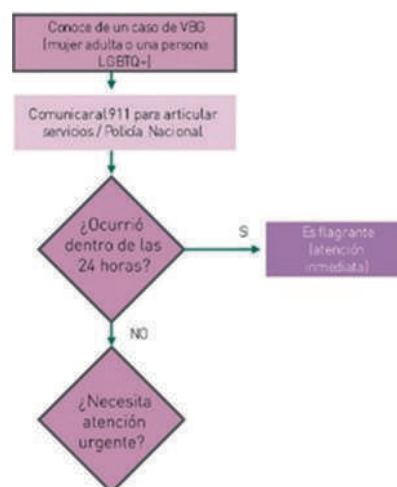 Conoce de un caso de VBG
[mujer adulta o una persona
LGBTQ+]
Comunicar al 911 para articular
servicios / Policía Nacional
¿Ocurrió
dentro de las
24 horas?
S
Es flagrante
[atención
inmediata]
NO
¿Necesita
atención
urgente?